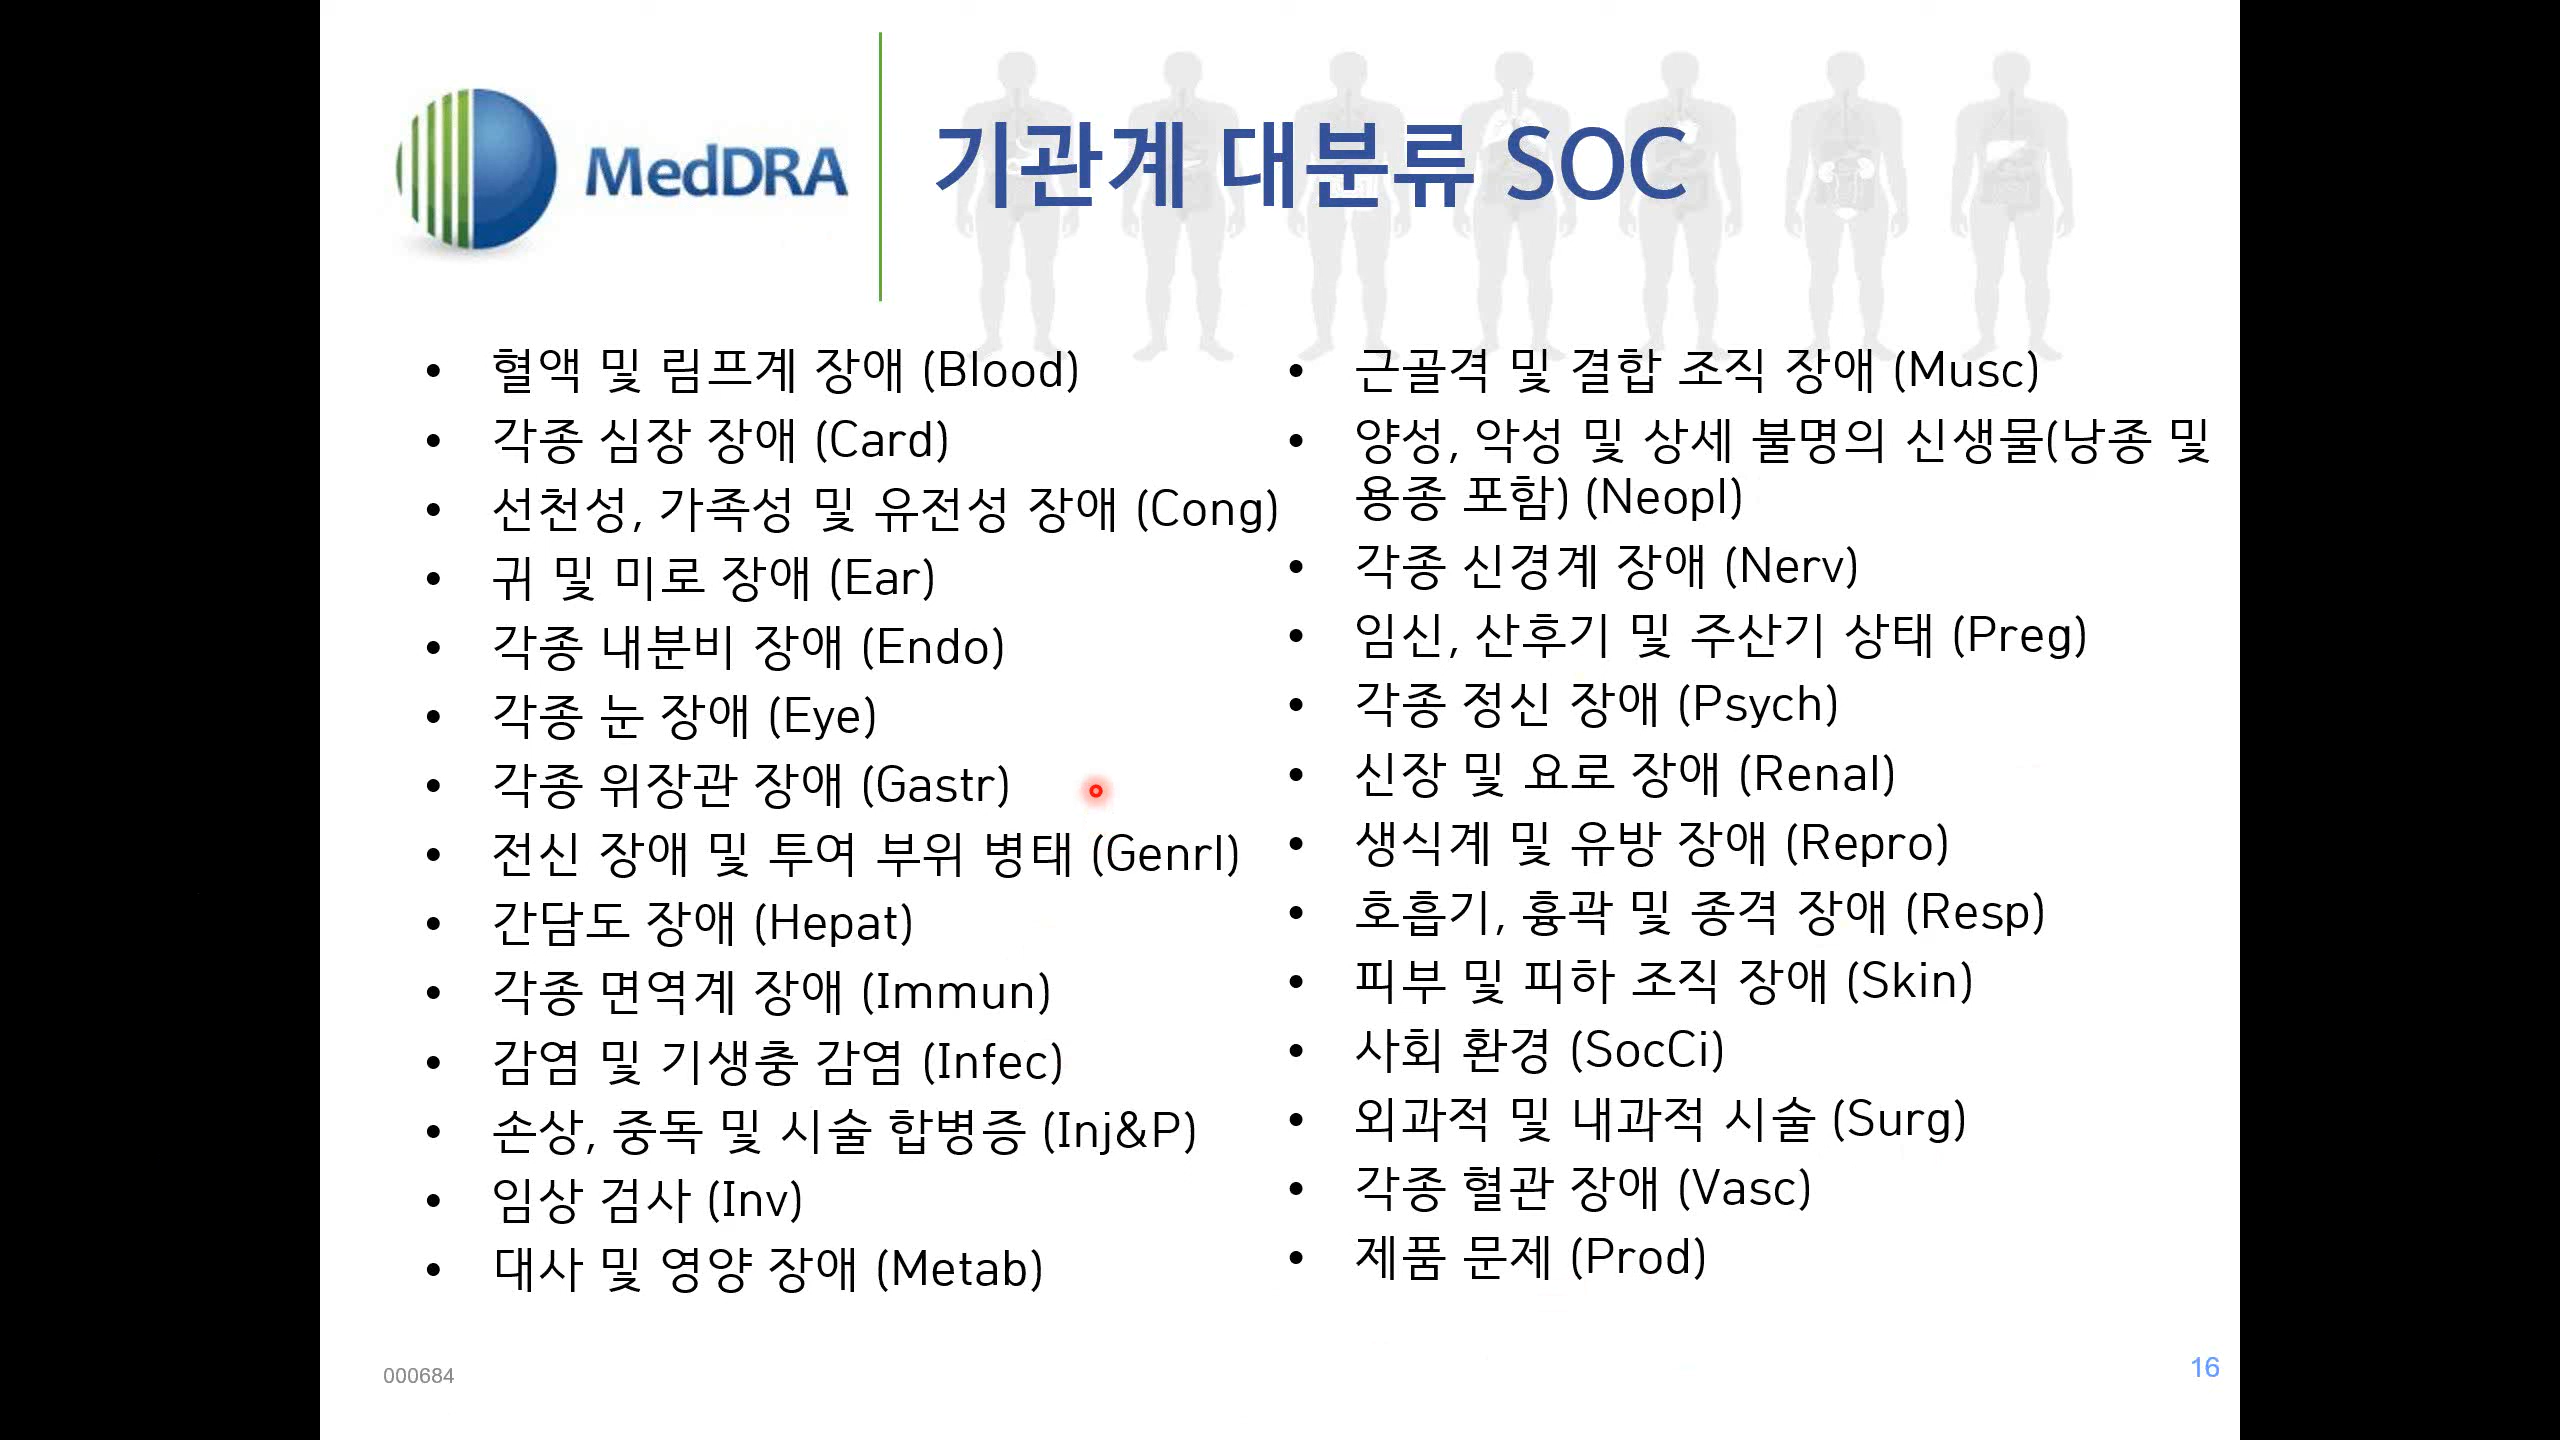 MedDRA
기관계 대분류 SOC
• 혈액 및 림프계 장애 (Blood)
• 각종 심장 장애 (Card)
• 선천성, 가족성 및 유전성 장애 (Cong)
• 귀 및 미로 장애 (Ear)
• 각종 내분비 장애 (Endo)
• 각종 눈 장애 (Eye)
• 각종 위장관 장애 (Gastr)
• 전신 장애 및 투여 부위 병태 (Genrl)
• 간담도 장애 (Hepat)
• 각종 면역계 장애 (Immun)
• 감염 및 기생충 감염 (Infec)
• 손상, 중독 및 시술 합병증 (Inj&P)
• 임상 검사 (Inv)
• 대사 및 영양 장애 (Metab)
• 근골격 및 결합 조직 장애 (Musc)
• 양성, 악성 및 상세 불명의 신생물(낭종 및
용종 포함) (Neopl)
• 각종 신경계 장애 (Nerv)
• 임신, 산후기 및 주산기 상태 (Preg)
• 각종 정신 장애 (Psych)
• 신장 및 요로 장애 (Renal)
• 생식계 및 유방 장애 (Repro)
• 호흡기, 흉곽 및 종격 장애 (Resp)
• 피부 및 피하 조직 장애 (Skin)
• 사회 환경 (SocCi)
• 외과적 및 내과적 시술 (Surg)
• 각종 혈관 장애 (Vasc)
• 제품 문제 (Prod)
000684
16